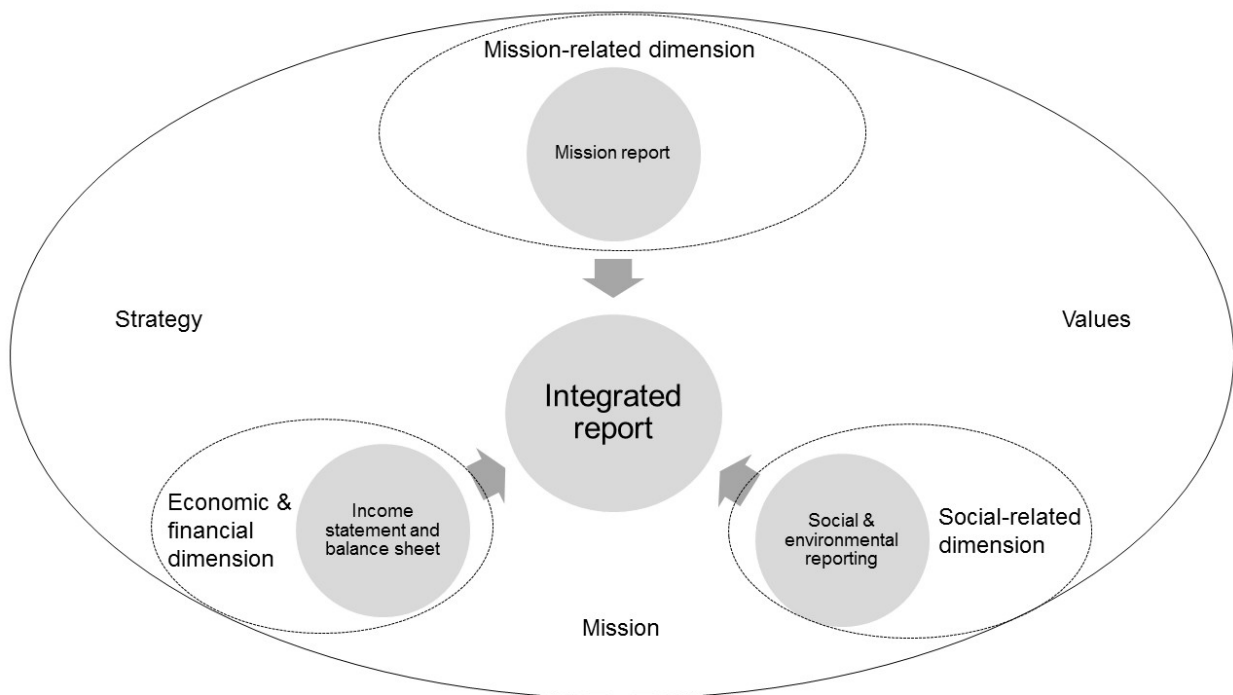 Mission-related dimension
Mission report
Strategy
Values
Integrated
report
Economic &
financial
dimension
Income
statement and
balance sheet
Social &
environmental
reporting
Social-related
dimension
Mission